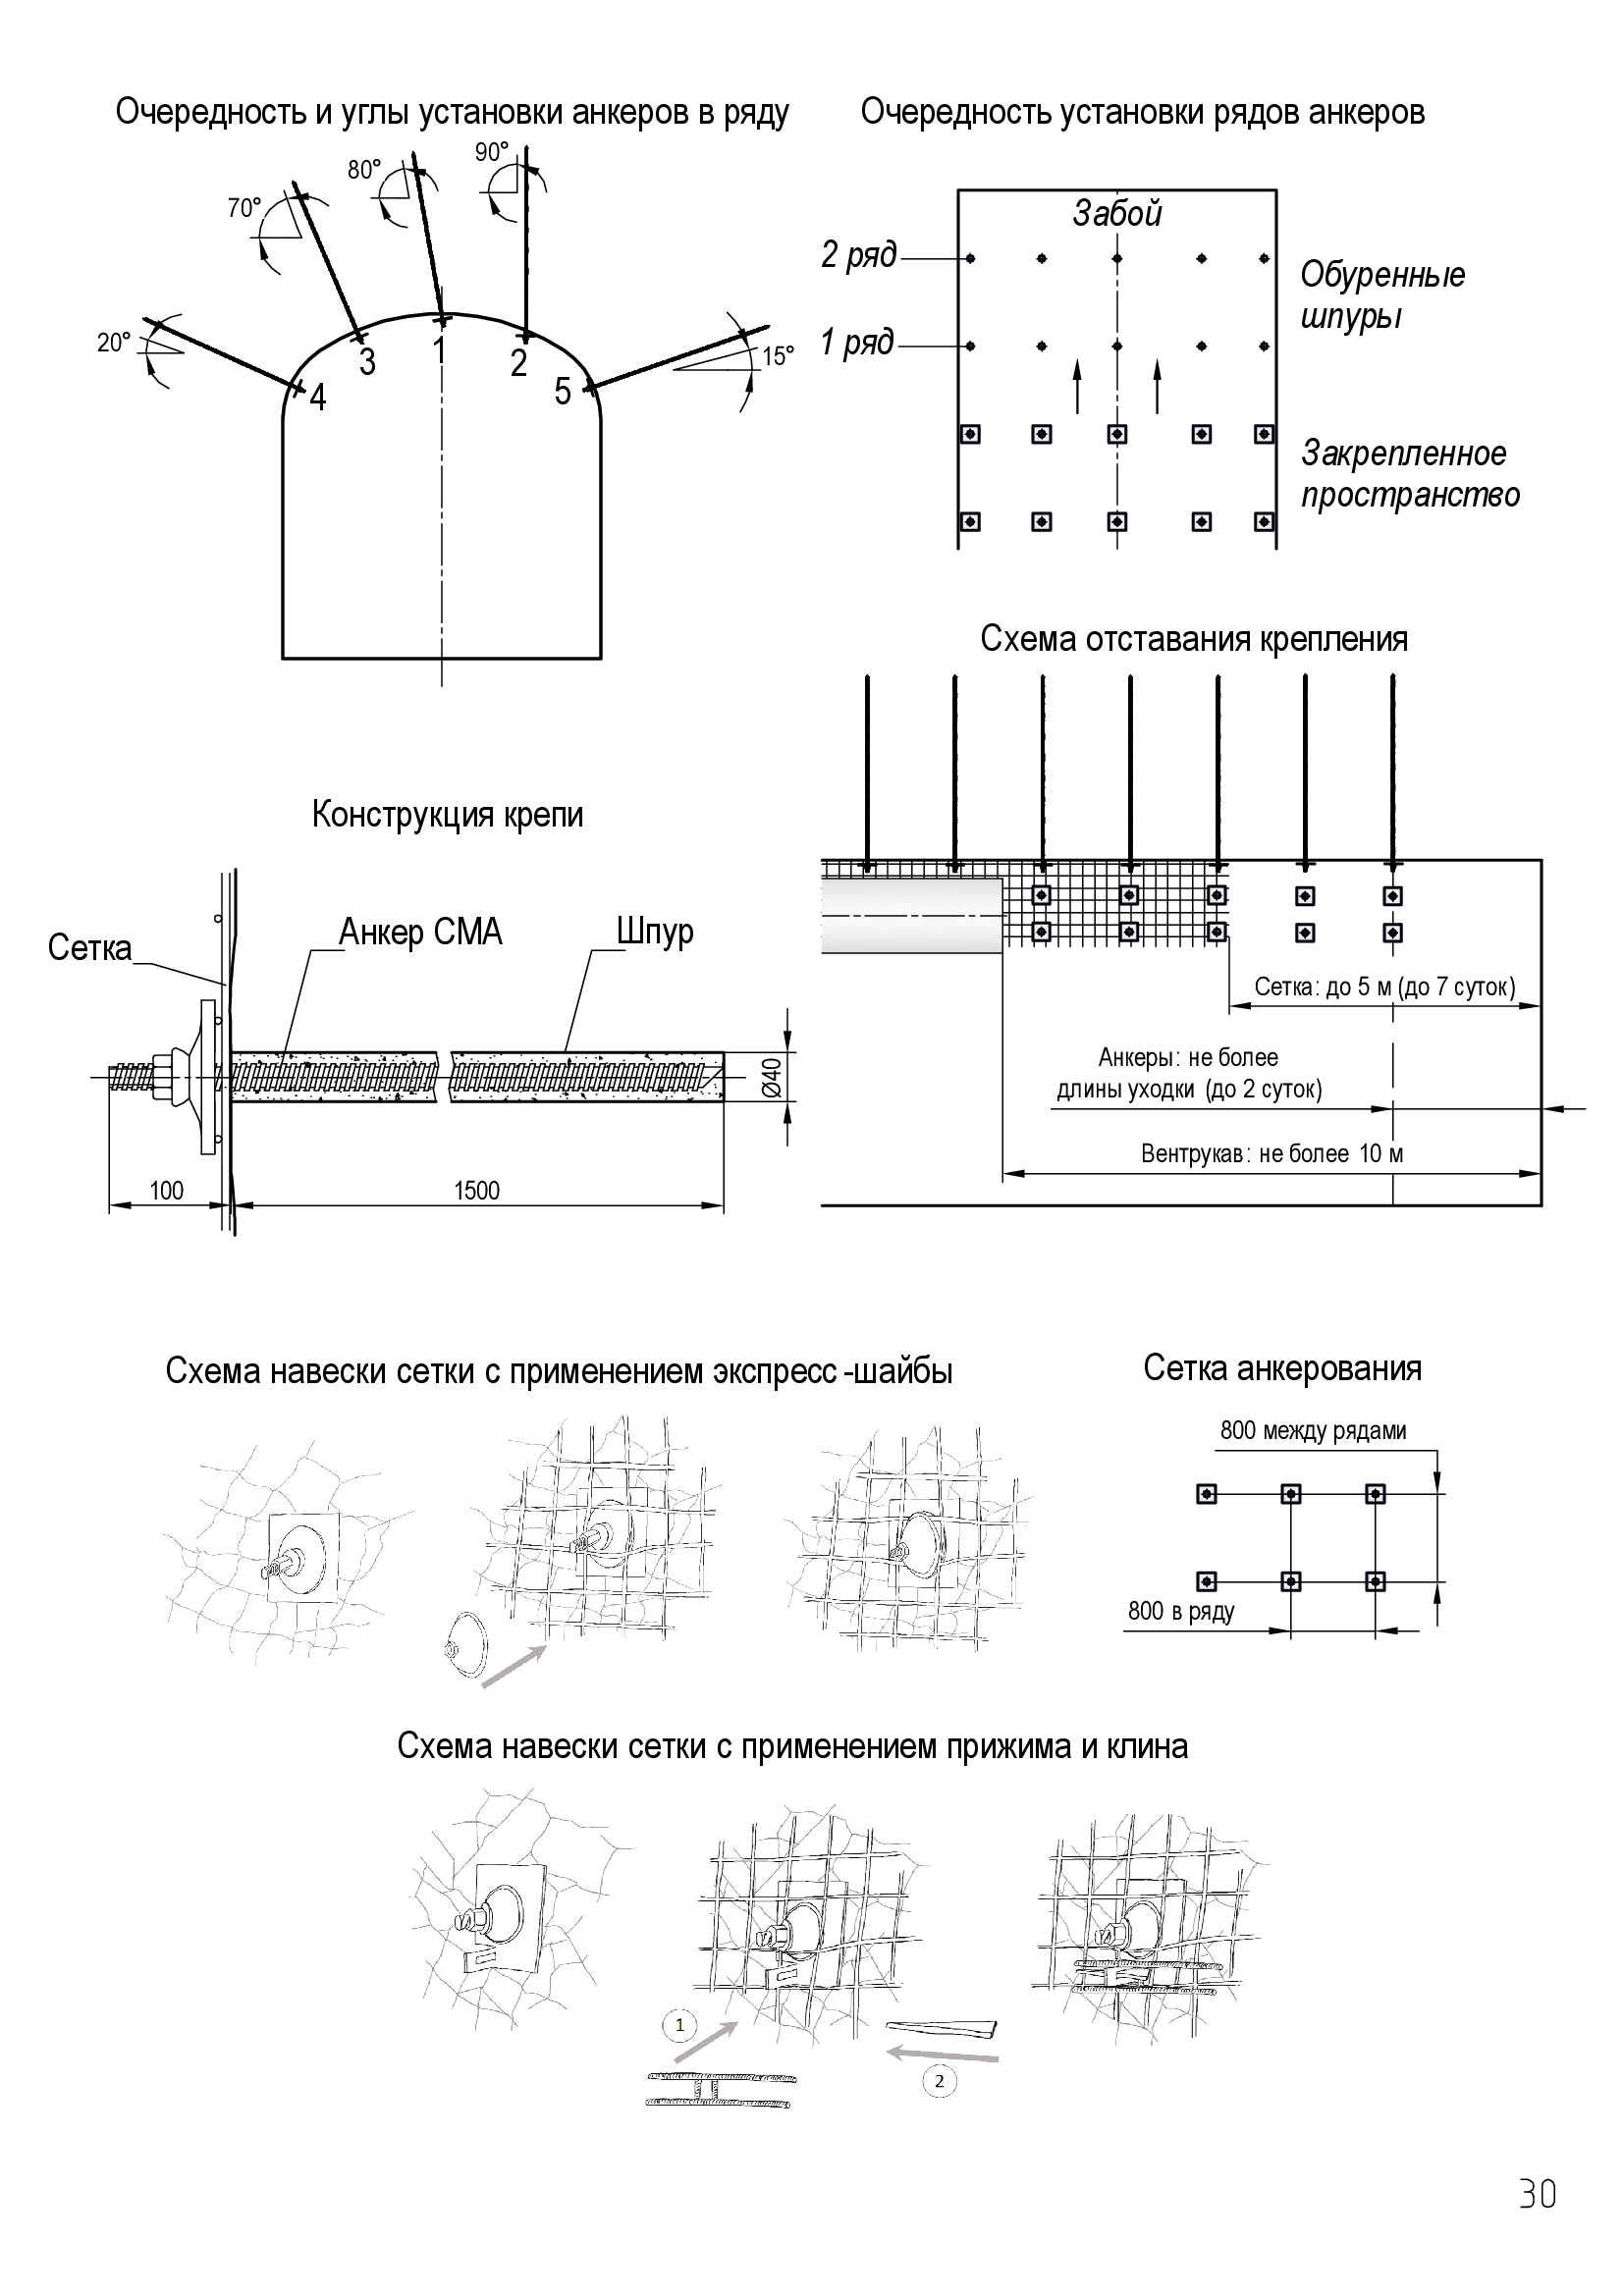 Очередность и углы установки анкеров в ряду
90°
80°
70°
20°
15°
1
2
3
4
5
Очередность установки рядов анкеров
Забой
2 ряд
1 ряд
Обуренные
шпуры
Закрепленное
пространство
Схема отставания крепления
Сетка: до 5 м (до 7 суток)
Анкеры: не более
длины уходки (до 2 суток)
Вентрукав: не более 10 м
Конструкция крепи
Сетка
Анкер СМА
Шпур
Ø40
100
1500
Схема навески сетки с применением экспресс-шайбы
Сетка анкерования
800 между рядами
800 в ряду
Схема навески сетки с применением прижима и клина
1
2
30